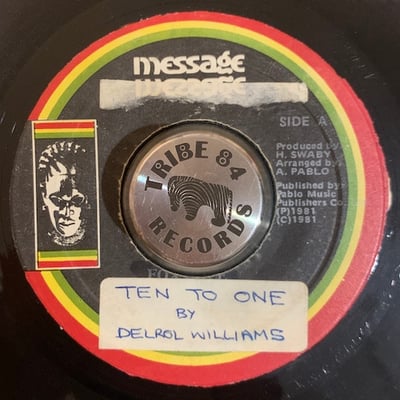 message
SIDE A
Produced by
H. SWABY
Arranged by
A. PABLO
Published by
Pablo Music
Publishers Co.
(P)1981
(C)1981
TRIBE 84
RECORDS
TEN TO ONE
BY
DELROL WILLIAMS